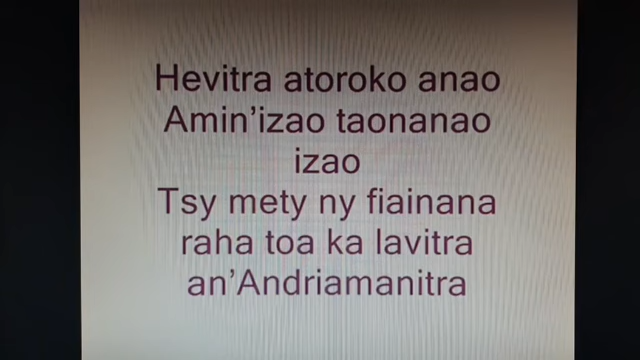 Hevitra atoroko anao
Amin'izao taonanao
izao
Tsy mety ny fiainana
raha toa ka lavitra
an'Andriamanitra